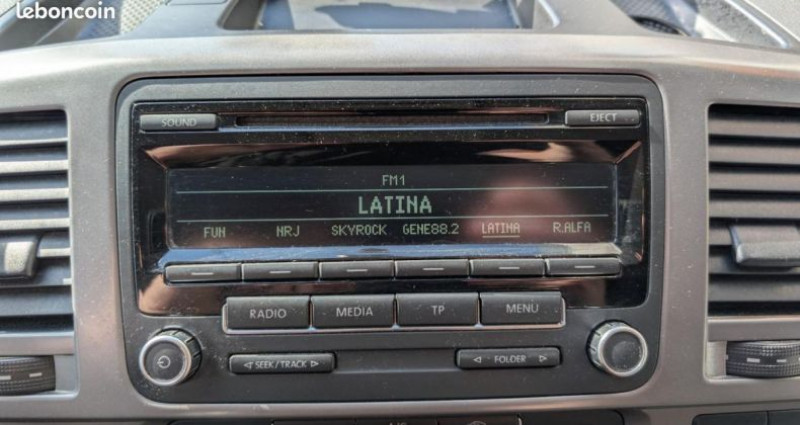 leboncoin
SOUND
EJECT
FM1
LATINA
FUN NRJ SKYROCK GENE88.2 LATINA R.ALFA
RADIO MEDIA TP MENU
◁ SEEK/TRACK ▷ ◁ FOLDER ▷